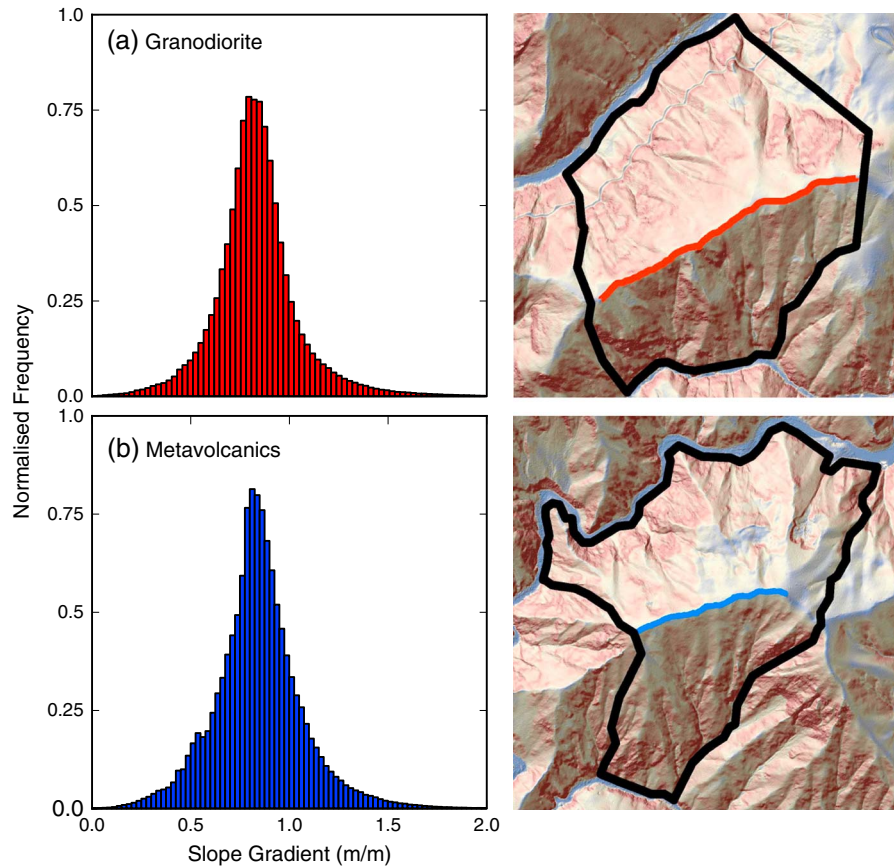 1.0
(a) Granodiorite
0.75
0.5
0.25
0.0
Normalised Frequency
1.0
(b) Metavolcanics
0.75
0.5
0.25
0.0
0.0 0.5 1.0 1.5 2.0
Slope Gradient (m/m)